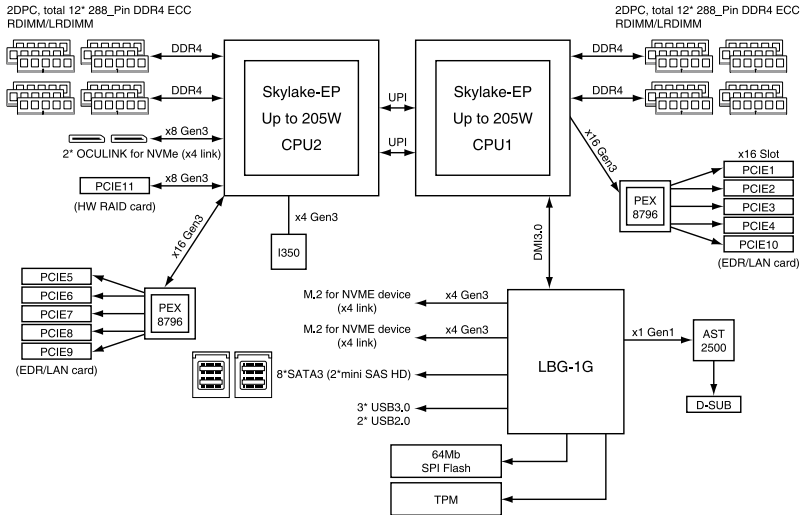 2DPC, total 12* 288_Pin DDR4 ECC
RDIMM/LRDIMM
2DPC, total 12* 288_Pin DDR4 ECC
RDIMM/LRDIMM
DDR4
DDR4
Skylake-EP
Up to 205W
CPU2
UPI
UPI
Skylake-EP
Up to 205W
CPU1
DDR4
DDR4
x8 Gen3
2* OCULINK for NVMe (x4 link)
PCIE11
x8 Gen3
(HW RAID card)
x16 Gen3
x4 Gen3
I350
DMI3.0
x16 Gen3
PEX
8796
x16 Slot
PCIE1
PCIE2
PCIE3
PCIE4
PCIE10
(EDR/LAN card)
PCIE5
PCIE6
PCIE7
PCIE8
PCIE9
(EDR/LAN card)
PEX
8796
M.2 for NVME device
(x4 link)
x4 Gen3
M.2 for NVME device
(x4 link)
x4 Gen3
8*SATA3 (2*mini SAS HD)
3* USB3.0
2* USB2.0
LBG-1G
x1 Gen1
AST
2500
D-SUB
64Mb
SPI Flash
TPM